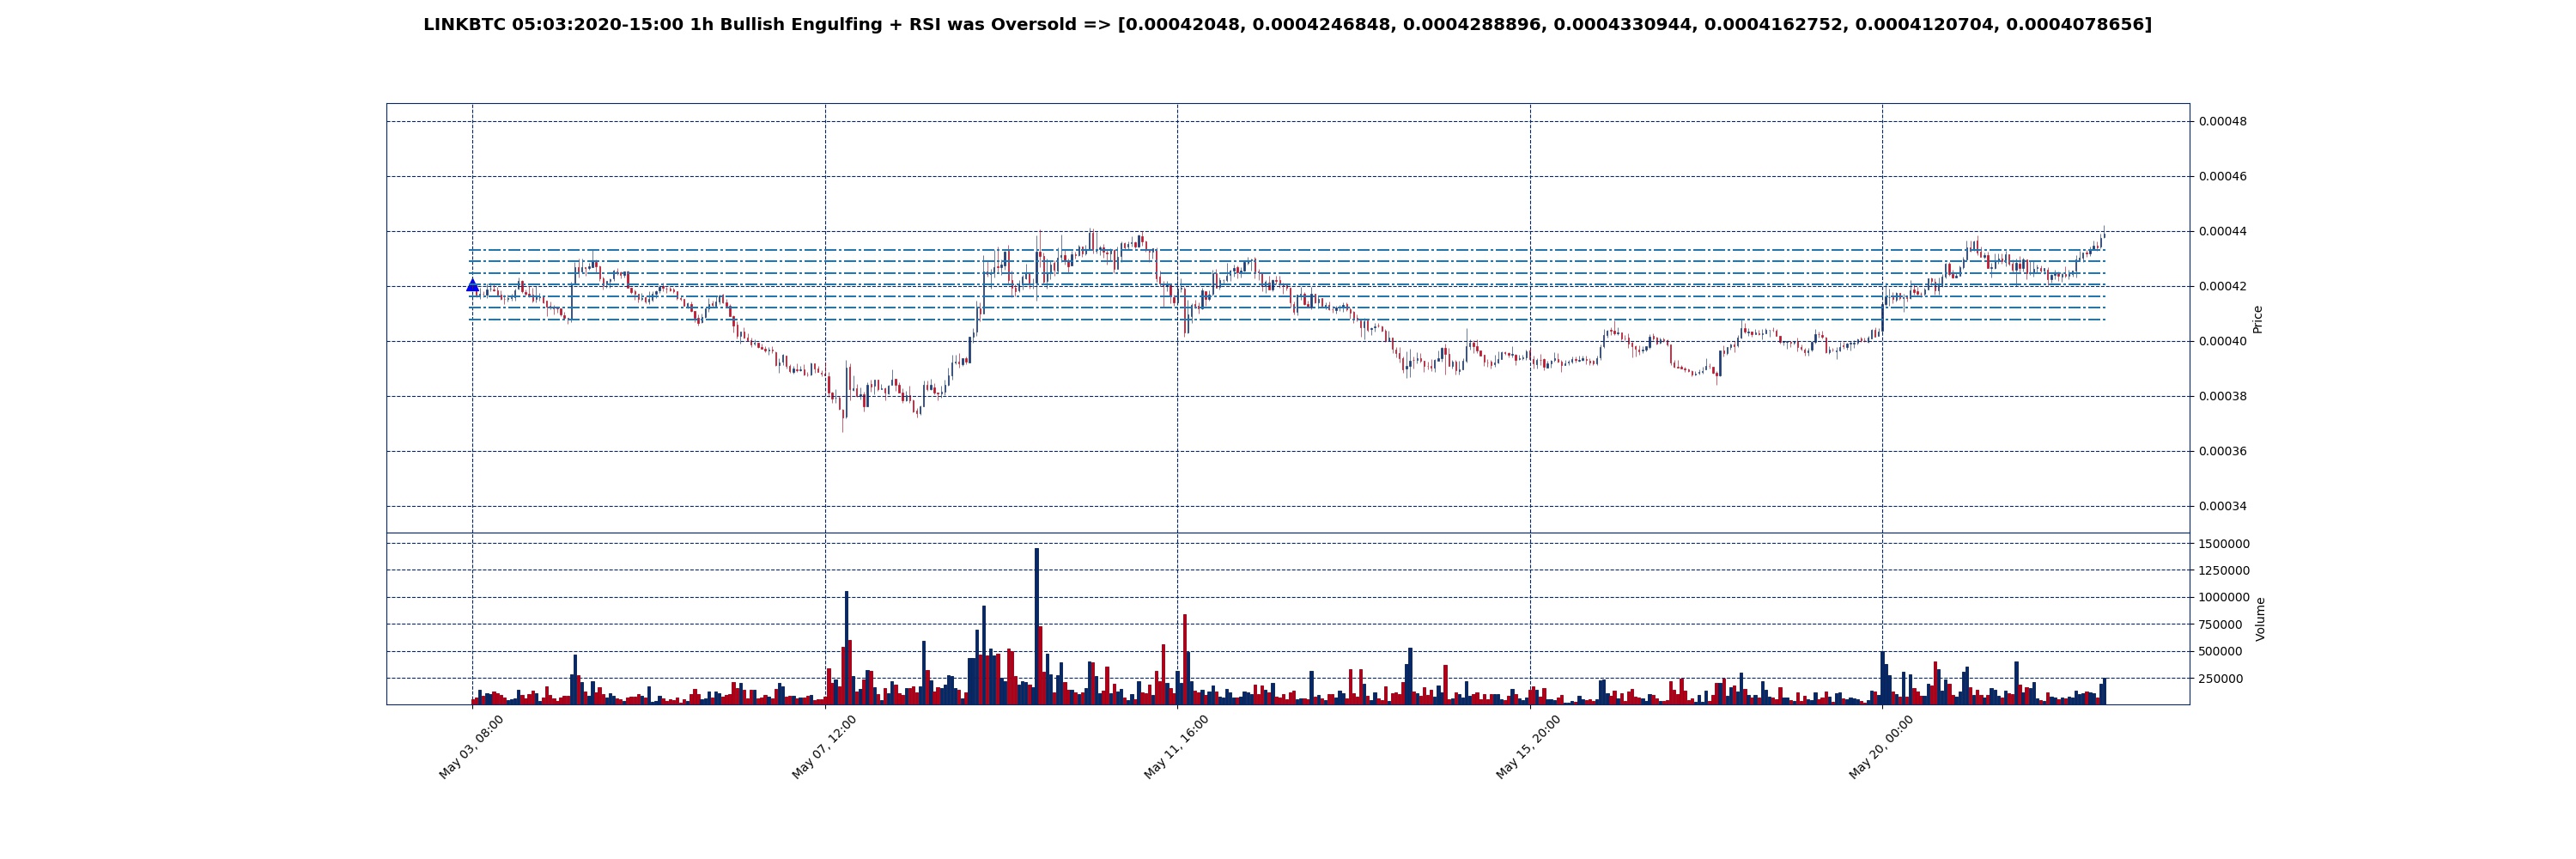 LINKBTC 05:03:2020-15:00 1h Bullish Engulfing + RSI was Oversold => [0.00042048, 0.0004246848, 0.0004288896, 0.0004330944, 0.0004162752, 0.0004120704, 0.0004078656]
0.00048
0.00046
0.00044
0.00042
0.00040
0.00038
0.00036
0.00034
Price
1500000
1250000
1000000
750000
500000
250000
Volume
May 03, 08:00
May 07, 12:00
May 11, 16:00
May 15, 20:00
May 20, 00:00